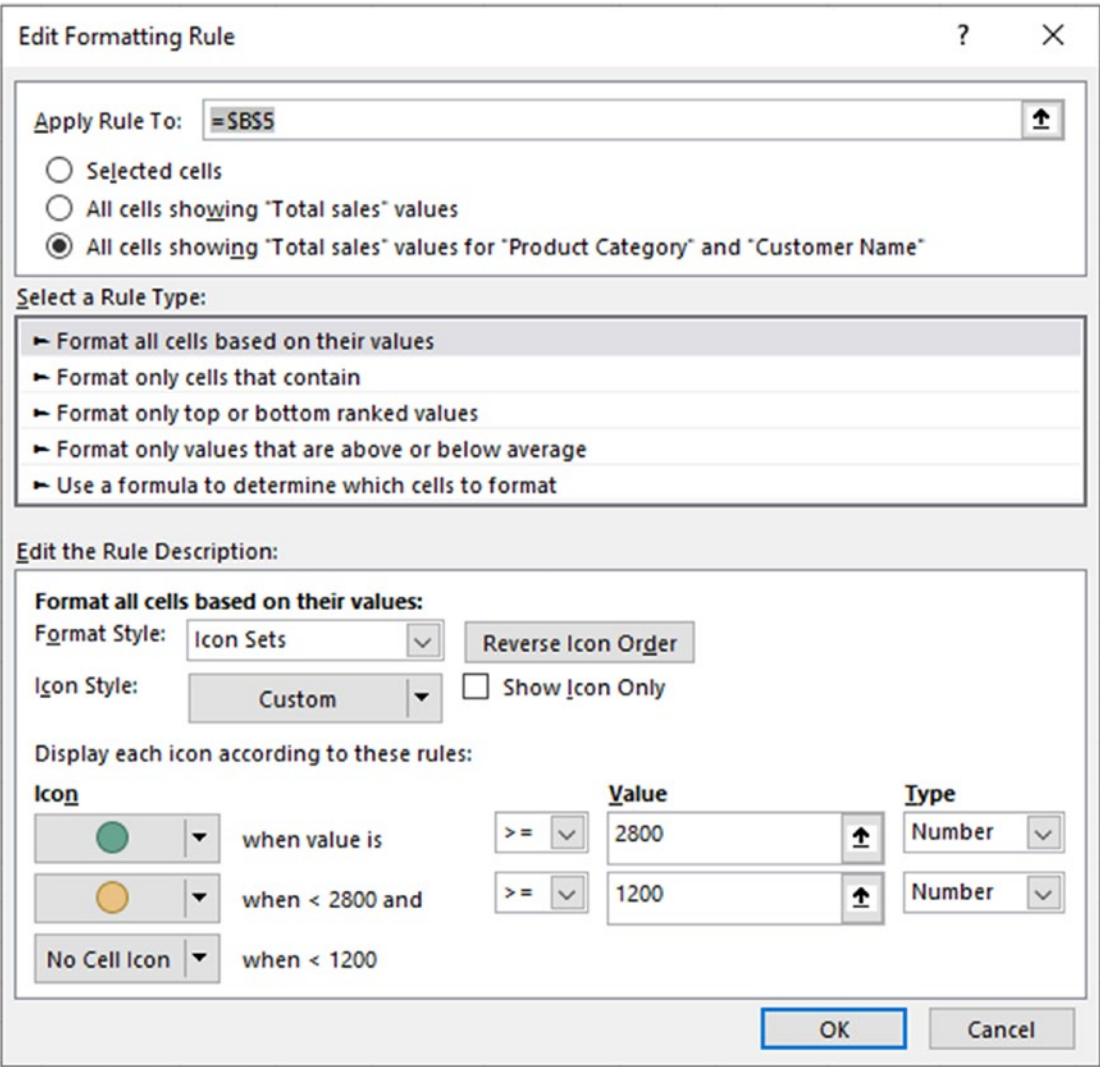 Edit Formatting Rule ?
Apply Rule To: =$B$5
Selected cells
All cells showing "Total sales" values
All cells showing "Total sales" values for "Product Category" and "Customer Name"
Select a Rule Type:
► Format all cells based on their values
► Format only cells that contain
► Format only top or bottom ranked values
► Format only values that are above or below average
► Use a formula to determine which cells to format
Edit the Rule Description:
Format all cells based on their values:
Format Style: Icon Sets Reverse Icon Order
Icon Style: Custom Show Icon Only
Display each icon according to these rules:
Icon Value Type
when value is >= 2800 Number
when < 2800 and >= 1200 Number
No Cell Icon when < 1200
OK Cancel